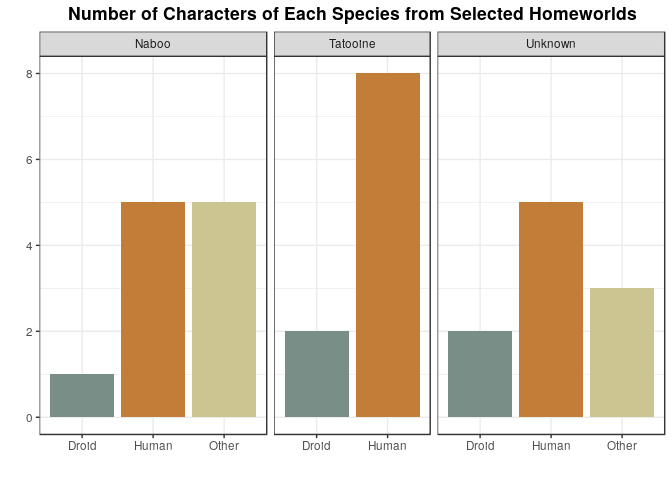 Number of Characters of Each Species from Selected Homeworlds
Naboo Tatooine Unknown
8
6
4
2
0
Droid Human Other Droid Human Droid Human Other